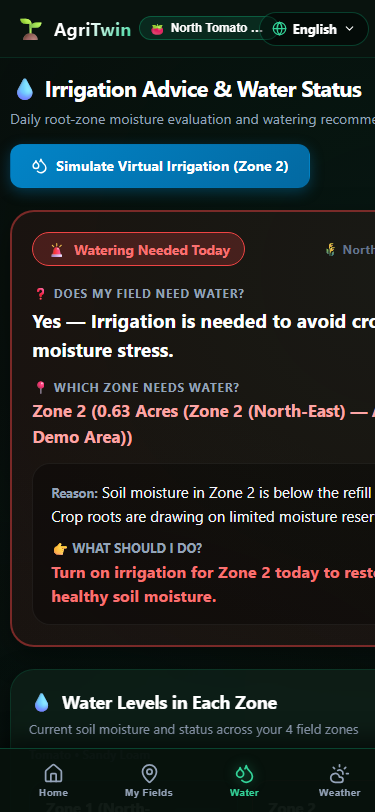 AgriTwin
North Tomato ...
English
Irrigation Advice & Water Status
Daily root-zone moisture evaluation and watering
Simulate Virtual Irrigation (Zone 2)
Watering Needed Today
North
DOES MY FIELD NEED WATER?
Yes — Irrigation is needed to avoid
moisture stress.
WHICH ZONE NEEDS WATER?
Zone 2 (0.63 Acres (Zone 2 (North-East) —
Demo Area))
Reason: Soil moisture in Zone 2 is below the refill
Crop roots are drawing on limited moisture
WHAT SHOULD I DO?
Turn on irrigation for Zone 2 today to
healthy soil moisture.
Water Levels in Each Zone
Current soil moisture and status across your 4 field zones
Zone 1 (North-
Zone 2
Home
My Fields
Water
Weather